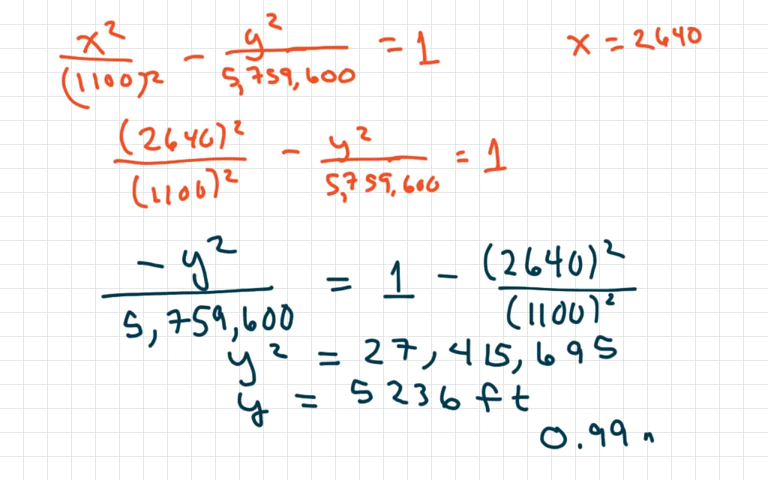 x²/(1100)² - y²/5,759,600 = 1 x = 2640
(2640)²/(1100)² - y²/5,759,600 = 1
-y²/5,759,600 = 1 - (2640)²/(1100)²
y² = 27,415,695
y = 5236 ft
0.99